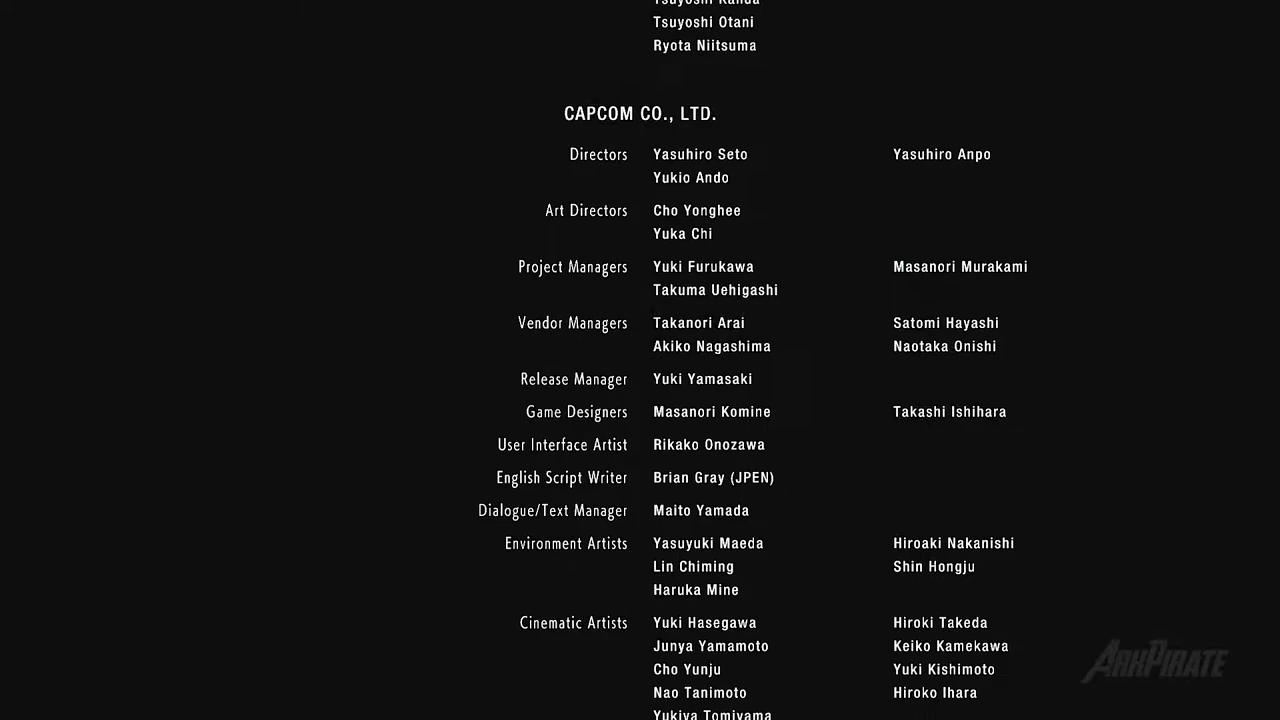 Tsuyoshi Kanda
Tsuyoshi Otani
Ryota Niitsuma
CAPCOM CO., LTD.
Directors Yasuhiro Seto Yasuhiro Anpo
Yukio Ando
Art Directors Cho Yonghee
Yuka Chi
Project Managers Yuki Furukawa Masanori Murakami
Takuma Uehigashi
Vendor Managers Takanori Arai Satomi Hayashi
Akiko Nagashima Naotaka Onishi
Release Manager Yuki Yamasaki
Game Designers Masanori Komine Takashi Ishihara
User Interface Artist Rikako Onozawa
English Script Writer Brian Gray (JPEN)
Dialogue/Text Manager Maito Yamada
Environment Artists Yasuyuki Maeda Hiroaki Nakanishi
Lin Chiming Shin Hongju
Haruka Mine
Cinematic Artists Yuki Hasegawa Hiroki Takeda
Junya Yamamoto Keiko Kamekawa
Cho Yunju Yuki Kishimoto
Nao Tanimoto Hiroko Ihara
Yukiya Tomiyama
ARKPIRATE